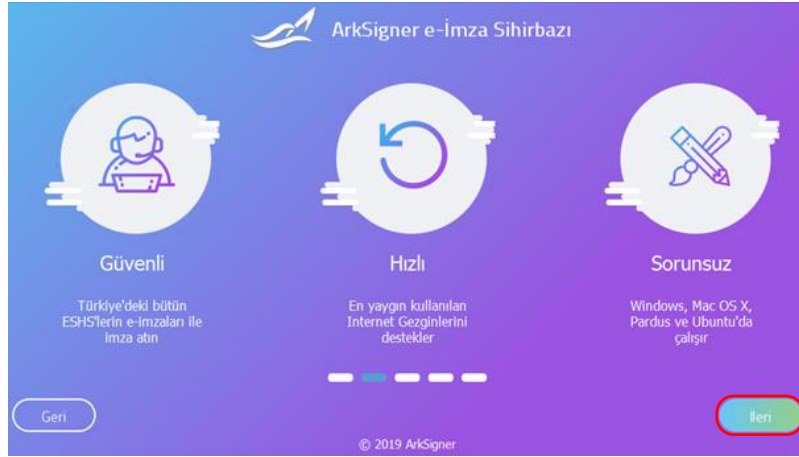 ArkSigner e-İmza Sihirbazı
Güvenli
Türkiye'deki bütün
ESHS'lerin e-imzaları ile
imza atın
Hızlı
En yaygın kullanılan
Internet Gezginlerini
destekler
Sorunsuz
Windows, Mac OS X,
Pardus ve Ubuntu'da
çalışır
Geri
İleri
© 2019 ArkSigner